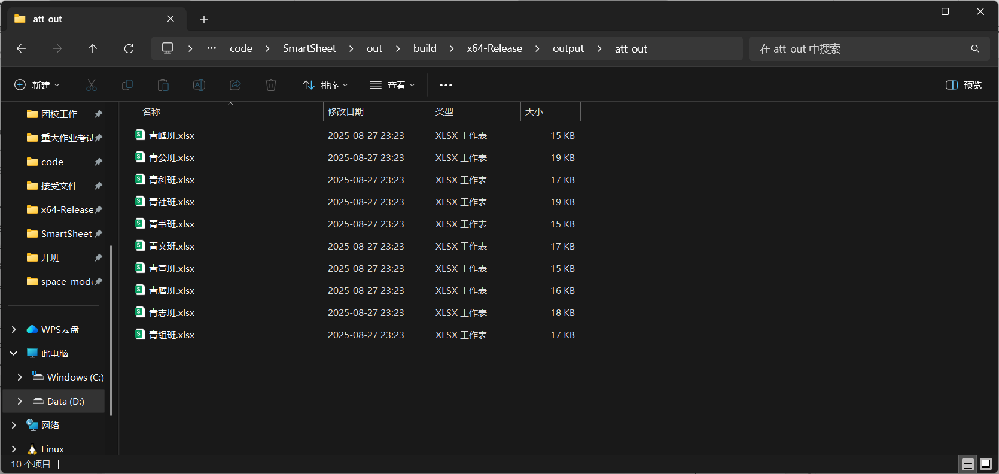 att_out
code SmartSheet out build x64-Release output att_out
在 att_out 中搜索
新建 排序 查看 预览
团校工作
重大作业考试
code
接受文件
x64-Release
SmartSheet
开班
space_mode
WPS云盘
此电脑
Windows (C:)
Data (D:)
网络
Linux
名称 修改日期 类型 大小
青峰班.xlsx 2025-08-27 23:23 XLSX 工作表 15 KB
青公班.xlsx 2025-08-27 23:23 XLSX 工作表 19 KB
青科班.xlsx 2025-08-27 23:23 XLSX 工作表 17 KB
青社班.xlsx 2025-08-27 23:23 XLSX 工作表 19 KB
青书班.xlsx 2025-08-27 23:23 XLSX 工作表 15 KB
青文班.xlsx 2025-08-27 23:23 XLSX 工作表 17 KB
青宣班.xlsx 2025-08-27 23:23 XLSX 工作表 15 KB
青膺班.xlsx 2025-08-27 23:23 XLSX 工作表 16 KB
青志班.xlsx 2025-08-27 23:23 XLSX 工作表 18 KB
青组班.xlsx 2025-08-27 23:23 XLSX 工作表 17 KB
10 个项目